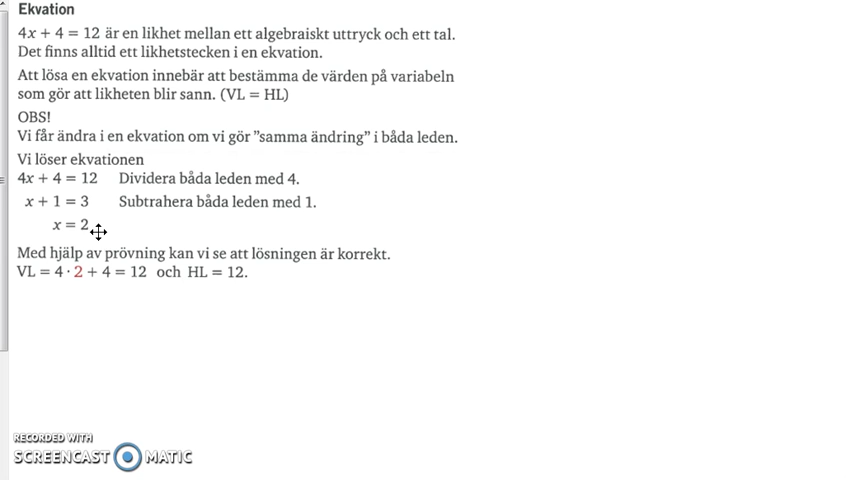 Ekvation
4x + 4 = 12 är en likhet mellan ett algebraiskt uttryck och ett tal.
Det finns alltid ett likhetstecken i en ekvation.
Att lösa en ekvation innebär att bestämma de värden på variabeln
som gör att likheten blir sann. (VL = HL)
OBS!
Vi får ändra i en ekvation om vi gör ”samma ändring” i båda leden.
Vi löser ekvationen
4x + 4 = 12 Dividera båda leden med 4.
x + 1 = 3 Subtrahera båda leden med 1.
x = 2
Med hjälp av prövning kan vi se att lösningen är korrekt.
VL = 4 · 2 + 4 = 12 och HL = 12.
RECORDED WITH
SCREENCAST MATIC